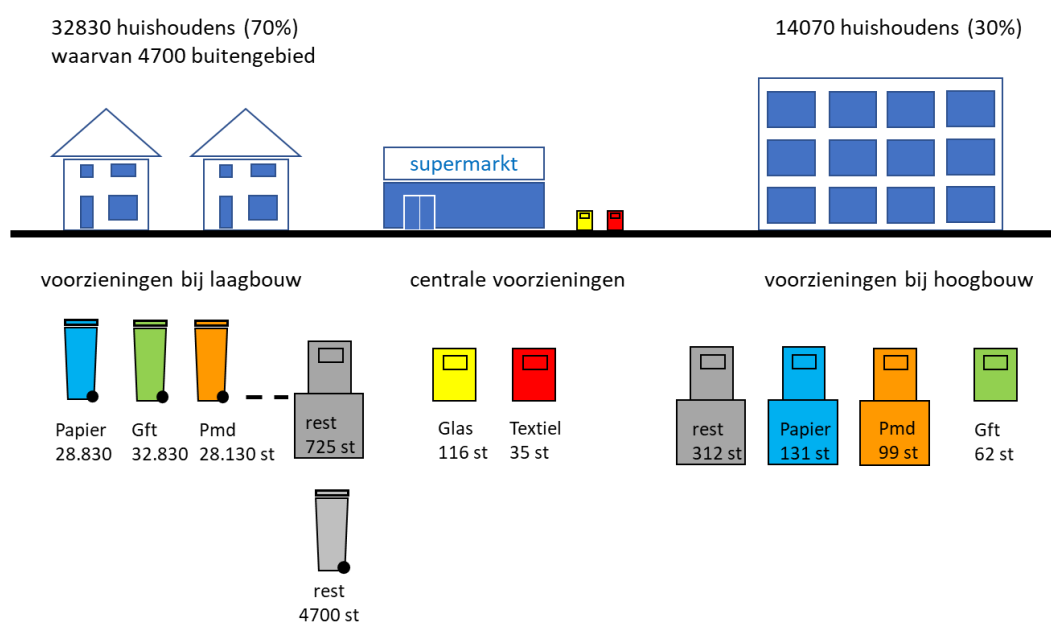 32830 huishoudens (70%)
waarvan 4700 buitengebied
14070 huishoudens (30%)
supermarkt
voorzieningen bij laagbouw
centrale voorzieningen
voorzieningen bij hoogbouw
Papier
28.830
Gft
32.830
Pmd
28.130 st
rest
725 st
rest
4700 st
Glas
116 st
Textiel
35 st
rest
312 st
Papier
131 st
Pmd
99 st
Gft
62 st